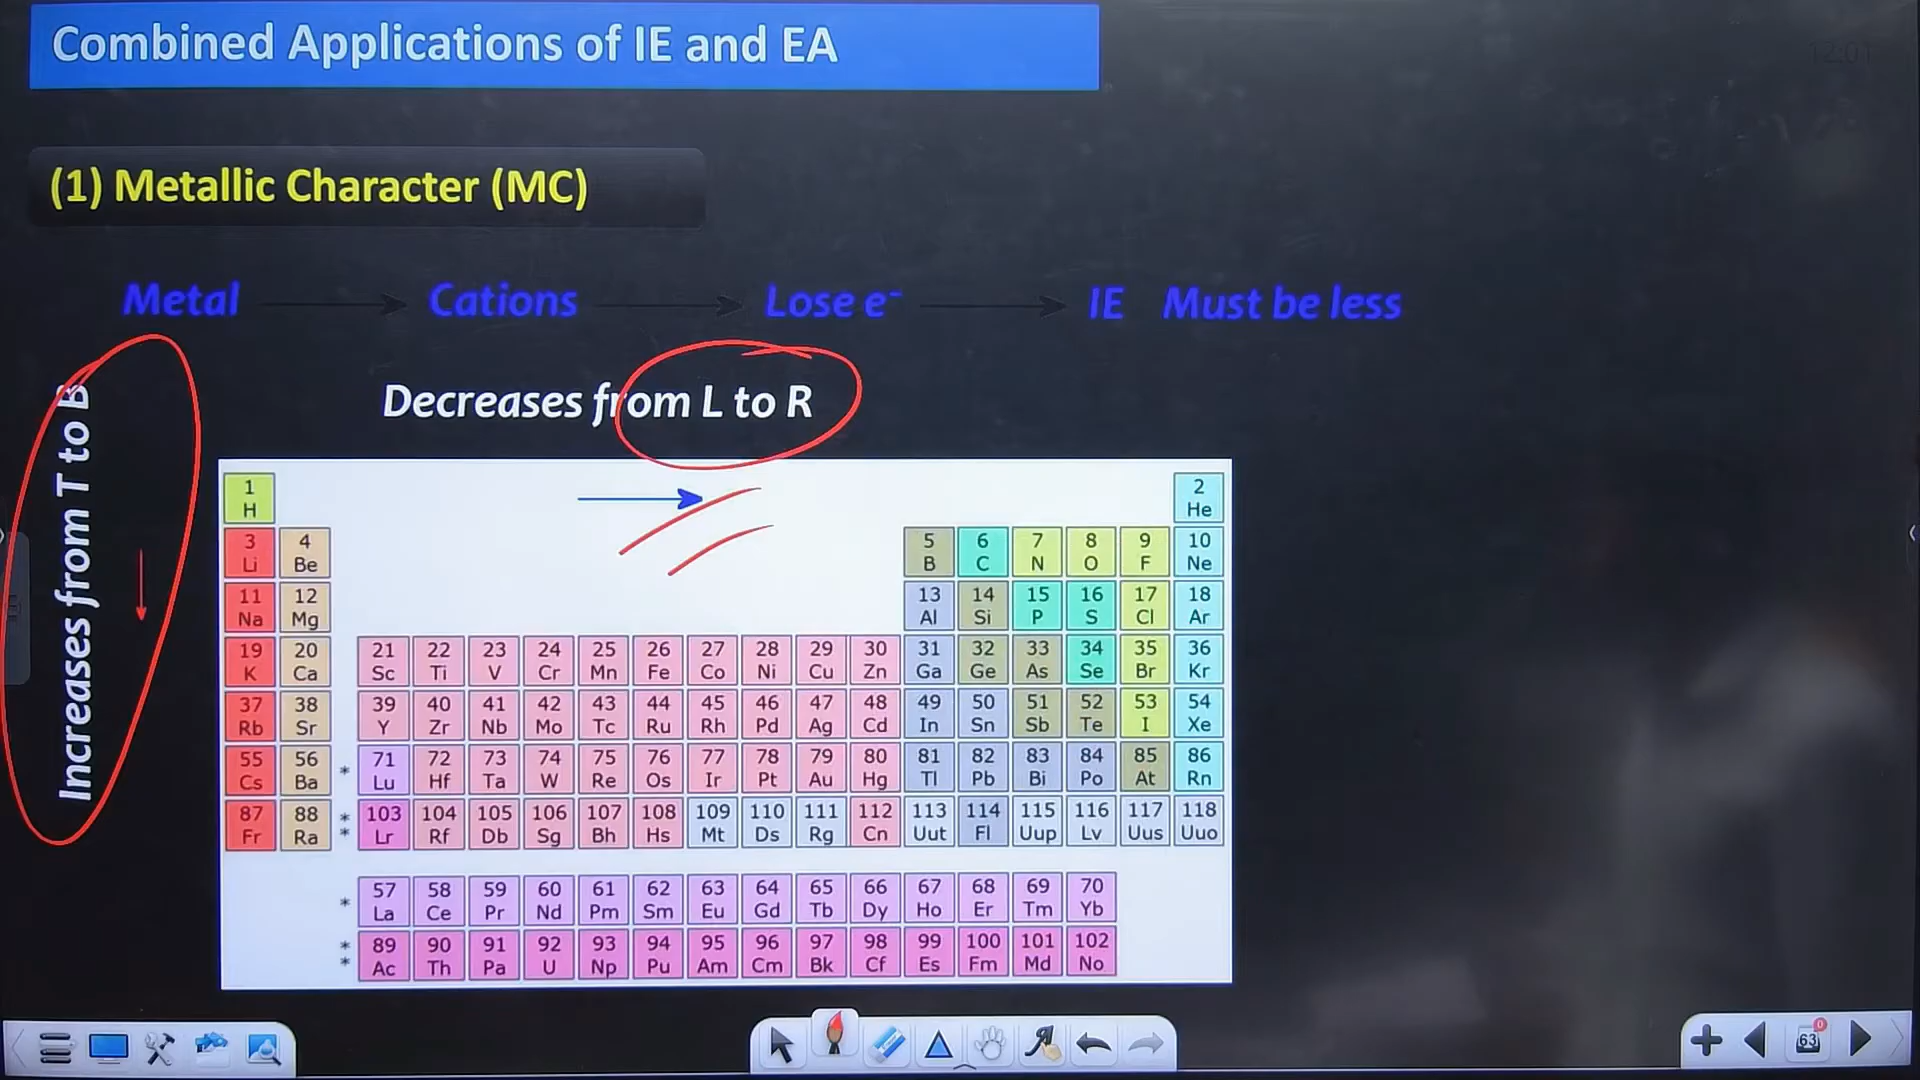 Combined Applications of IE and EA
12:01
(1) Metallic Character (MC)
Metal Cations Lose e⁻ IE Must be less
Decreases from L to R
Increases from T to B
1 2
H He
3 4 5 6 7 8 9 10
Li Be B C N O F Ne
11 12 13 14 15 16 17 18
Na Mg Al Si P S Cl Ar
19 20 21 22 23 24 25 26 27 28 29 30 31 32 33 34 35 36
K Ca Sc Ti V Cr Mn Fe Co Ni Cu Zn Ga Ge As Se Br Kr
37 38 39 40 41 42 43 44 45 46 47 48 49 50 51 52 53 54
Rb Sr Y Zr Nb Mo Tc Ru Rh Pd Ag Cd In Sn Sb Te I Xe
55 56 * 71 72 73 74 75 76 77 78 79 80 81 82 83 84 85 86
Cs Ba Lu Hf Ta W Re Os Ir Pt Au Hg Tl Pb Bi Po At Rn
87 88 * 103 104 105 106 107 108 109 110 111 112 113 114 115 116 117 118
Fr Ra * Lr Rf Db Sg Bh Hs Mt Ds Rg Cn Uut Fl Uup Lv Uus Uuo
* 57 58 59 60 61 62 63 64 65 66 67 68 69 70
La Ce Pr Nd Pm Sm Eu Gd Tb Dy Ho Er Tm Yb
* 89 90 91 92 93 94 95 96 97 98 99 100 101 102
* Ac Th Pa U Np Pu Am Cm Bk Cf Es Fm Md No
63
0